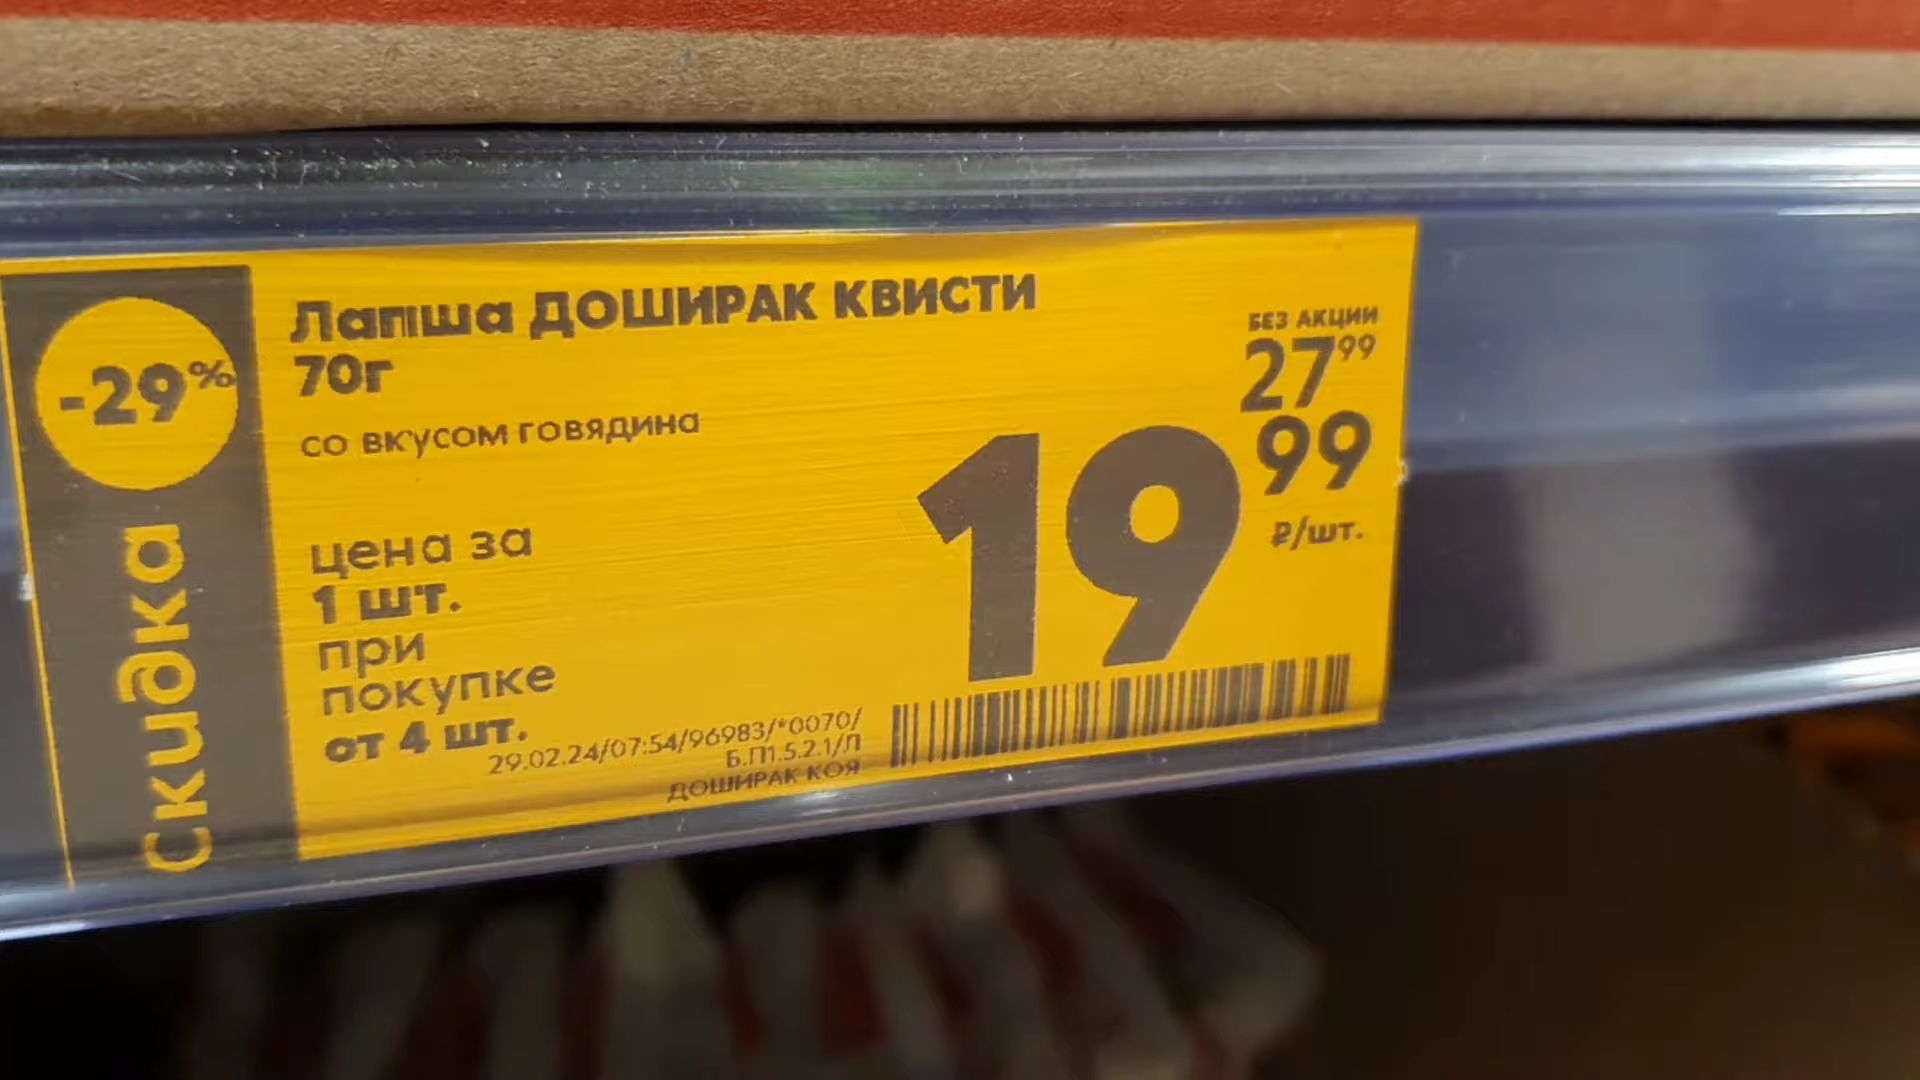 -29%
Скидка
Лапша ДОШИРАК КВИСТИ
70г
со вкусом говядина
цена за
1 шт.
при
покупке
от 4 шт.
БЕЗ АКЦИИ
27 99
19 99
₽/шт.
29.02.24/07:54/96983/*0070/
Б.П1.5.2.1/Л
ДОШИРАК КОЯ